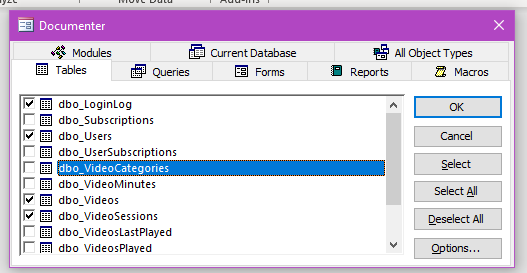 Move Data
Add-ins
Documenter
Modules
Current Database
All Object Types
Tables
Queries
Forms
Reports
Macros
dbo_LoginLog
dbo_Subscriptions
dbo_Users
dbo_UserSubscriptions
dbo_VideoCategories
dbo_VideoMinutes
dbo_Videos
dbo_VideoSessions
dbo_VideosLastPlayed
dbo_VideosPlayed
OK
Cancel
Select
Select All
Deselect All
Options...